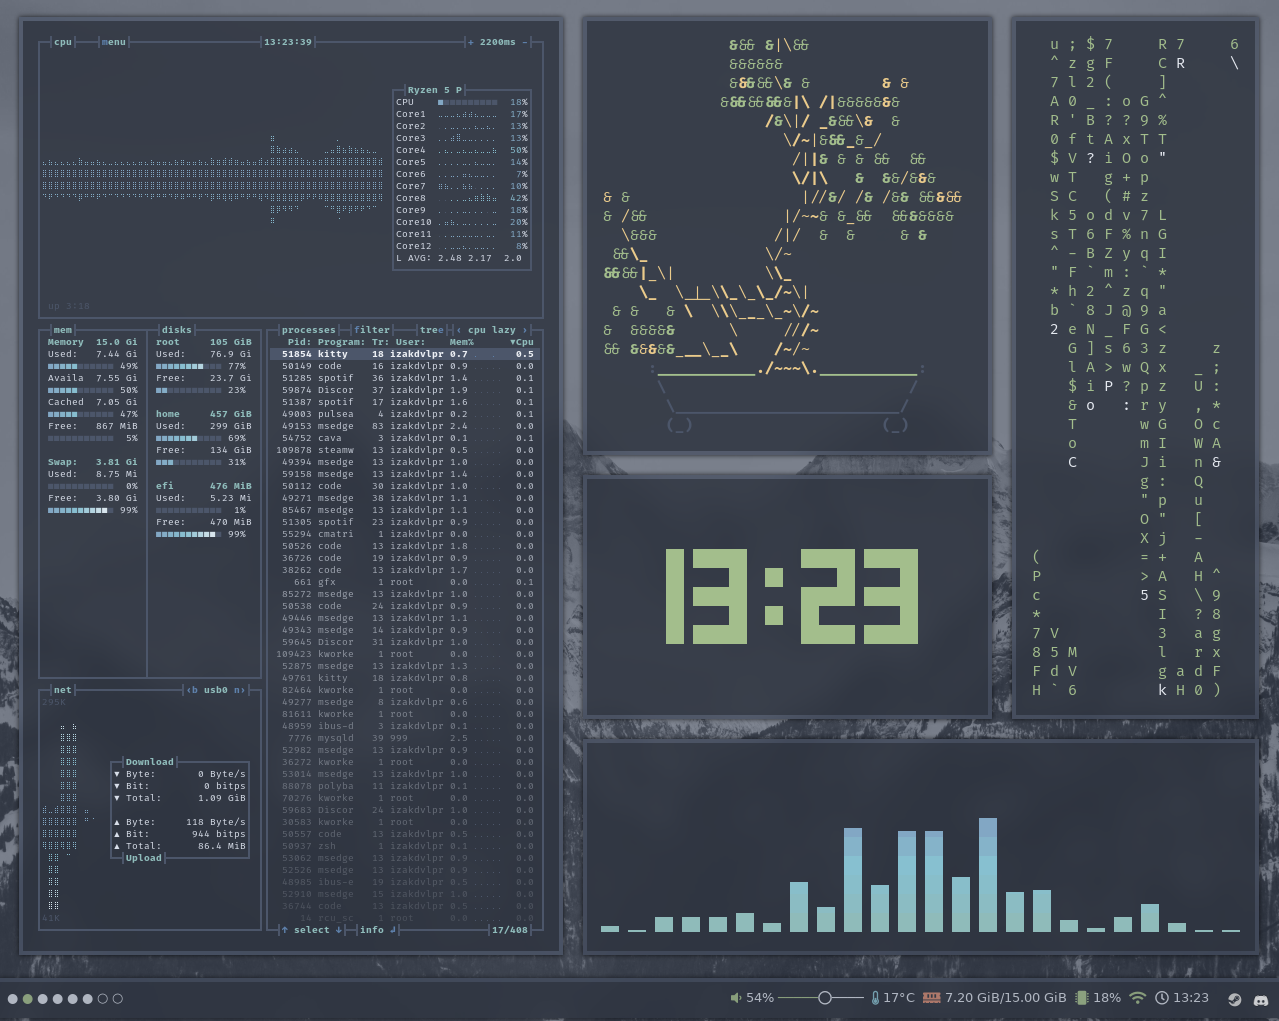 cpu menu 13:23:39 + 2200ms -
Ryzen 5 P
CPU 18%
Core1 17%
Core2 13%
Core3 13%
Core4 50%
Core5 14%
Core6 7%
Core7 10%
Core8 42%
Core9 18%
Core10 20%
Core11 11%
Core12 8%
L AVG: 2.48 2.17 2.0
up 3:18
mem
Memory 15.0 Gi
Used: 7.44 Gi
49%
Availa 7.55 Gi
50%
Cached 7.05 Gi
47%
Free: 867 MiB
5%
Swap: 3.81 Gi
Used: 8.75 Mi
0%
Free: 3.80 Gi
99%
disks
root 105 GiB
Used: 76.9 Gi
77%
Free: 23.7 Gi
23%
home 457 GiB
Used: 299 GiB
69%
Free: 134 GiB
31%
efi 476 MiB
Used: 5.23 Mi
1%
Free: 470 MiB
99%
net ‹b usb0 n›
295K
Download
▼ Byte: 0 Byte/s
▼ Bit: 0 bitps
▼ Total: 1.09 GiB
▲ Byte: 118 Byte/s
▲ Bit: 944 bitps
▲ Total: 86.4 MiB
Upload
41K
processes filter tree ‹ cpu lazy ›
Pid: Program: Tr: User: Mem% ▼Cpu
51854 kitty 18 izakdvlpr 0.7 0.5
50149 code 16 izakdvlpr 0.9 0.0
51285 spotif 36 izakdvlpr 1.4 0.1
59874 Discor 37 izakdvlpr 1.9 0.1
51387 spotif 17 izakdvlpr 1.6 0.1
49003 pulsea 4 izakdvlpr 0.2 0.1
49153 msedge 83 izakdvlpr 2.4 0.0
54752 cava 3 izakdvlpr 0.1 0.1
109878 steamw 13 izakdvlpr 0.5 0.0
49394 msedge 13 izakdvlpr 1.0 0.0
59158 msedge 13 izakdvlpr 1.4 0.0
50112 code 30 izakdvlpr 1.0 0.0
49271 msedge 38 izakdvlpr 1.1 0.0
85467 msedge 13 izakdvlpr 1.1 0.0
51305 spotif 23 izakdvlpr 0.9 0.0
55294 cmatri 1 izakdvlpr 0.0 0.0
50526 code 13 izakdvlpr 1.8 0.0
36726 code 19 izakdvlpr 0.9 0.0
38262 code 13 izakdvlpr 1.7 0.0
661 gfx 1 root 0.0 0.1
85272 msedge 13 izakdvlpr 1.0 0.0
50538 code 24 izakdvlpr 0.9 0.0
49446 msedge 13 izakdvlpr 1.1 0.0
49343 msedge 14 izakdvlpr 0.9 0.0
59645 Discor 31 izakdvlpr 1.0 0.0
109423 kworke 1 root 0.0 0.0
52875 msedge 13 izakdvlpr 1.3 0.0
49761 kitty 18 izakdvlpr 0.8 0.0
82464 kworke 1 root 0.0 0.0
49277 msedge 8 izakdvlpr 0.6 0.0
81611 kworke 1 root 0.0 0.0
48959 ibus-d 3 izakdvlpr 0.1 0.0
7776 mysqld 39 999 2.5 0.0
52982 msedge 13 izakdvlpr 0.9 0.0
36272 kworke 1 root 0.0 0.0
53014 msedge 13 izakdvlpr 1.0 0.0
88078 polyba 11 izakdvlpr 0.1 0.0
70276 kworke 1 root 0.0 0.0
59683 Discor 24 izakdvlpr 1.0 0.0
30583 kworke 1 root 0.0 0.0
50557 code 13 izakdvlpr 0.5 0.0
50937 zsh 1 izakdvlpr 0.1 0.0
53062 msedge 13 izakdvlpr 0.9 0.0
52526 msedge 12 izakdvlpr 0.9 0.0
48985 ibus-e 19 izakdvlpr 0.5 0.0
52910 msedge 15 izakdvlpr 1.0 0.0
36744 code 13 izakdvlpr 0.5 0.0
↑ select ↓ info ↲ 17/408
13:23
54% 17°C 7.20 GiB/15.00 GiB 18% 13:23